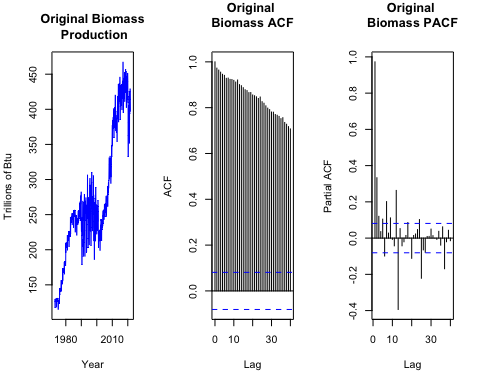 Original Biomass
Production
Trillions of Btu
450
400
350
300
250
200
150
1980
2010
Year
Original
Biomass ACF
ACF
1.0
0.8
0.6
0.4
0.2
0.0
0
10
30
Lag
Original
Biomass PACF
Partial ACF
1.0
0.8
0.6
0.4
0.2
0.0
-0.2
-0.4
0
10
30
Lag